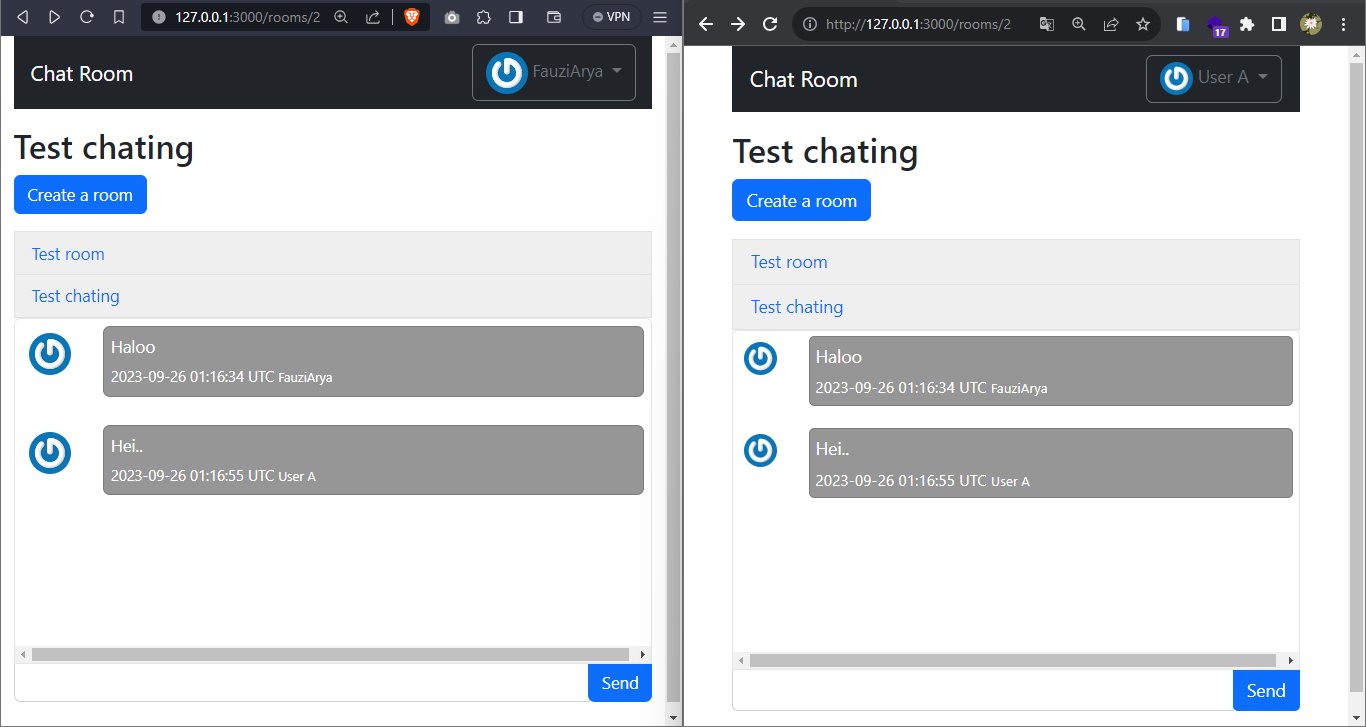 127.0.0.1:3000/rooms/2
VPN
Chat Room
FauziArya
Test chating
Create a room
Test room
Test chating
Haloo
2023-09-26 01:16:34 UTC FauziArya
Hei..
2023-09-26 01:16:55 UTC User A
Send
http://127.0.0.1:3000/rooms/2
17
Chat Room
User A
Test chating
Create a room
Test room
Test chating
Haloo
2023-09-26 01:16:34 UTC FauziArya
Hei..
2023-09-26 01:16:55 UTC User A
Send